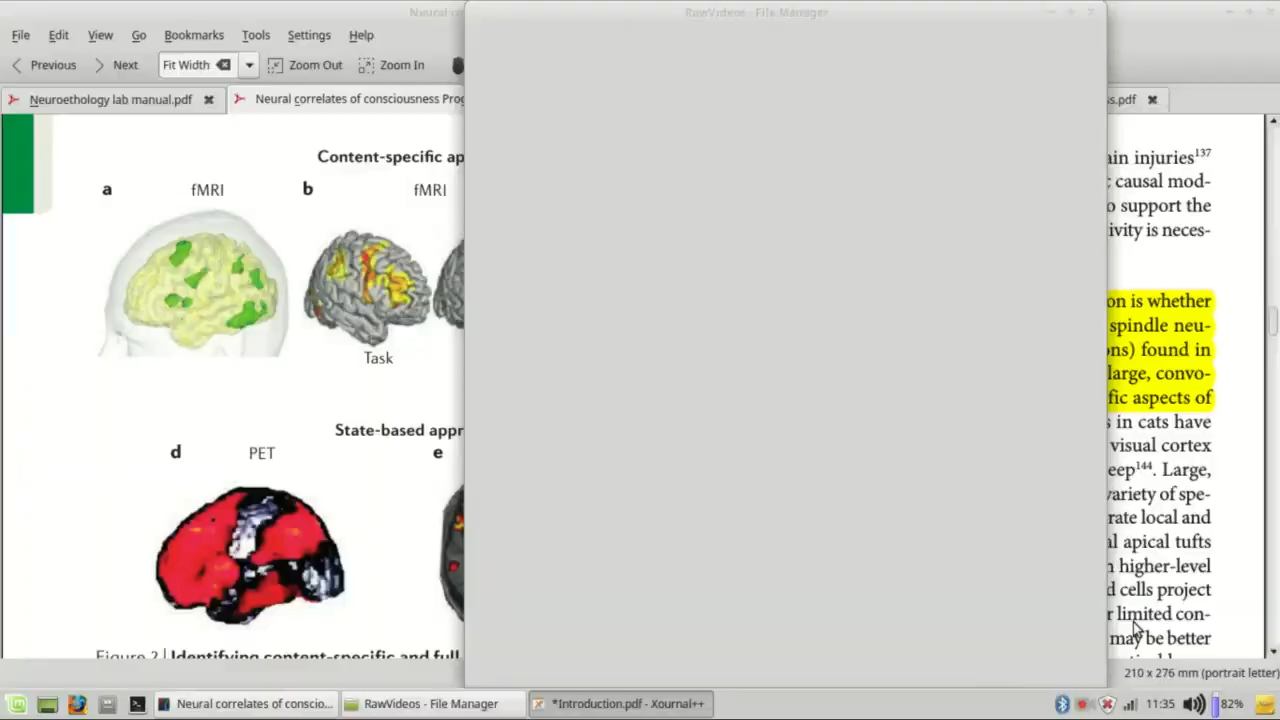 Neural co
RawVideos - File Manager
File Edit View Go Bookmarks Tools Settings Help
Previous Next Fit Width Zoom Out Zoom In
Neuroethology lab manual.pdf Neural correlates of consciousness Prog s.pdf
Content-specific ap
a fMRI b fMRI
Task
State-based appr
d PET e
Figure 2 | Identifying content-specific and full
ain injuries137
causal mod-
o support the
ivity is neces-
on is whether
spindle neu-
ons) found in
large, convo-
fic aspects of
s in cats have
visual cortex
eep144. Large,
variety of spe-
rate local and
al apical tufts
n higher-level
d cells project
r limited con-
may be better
210 x 276 mm (portrait letter)
Neural correlates of conscio... RawVideos - File Manager *Introduction.pdf - Xournal++ 11:35 82%